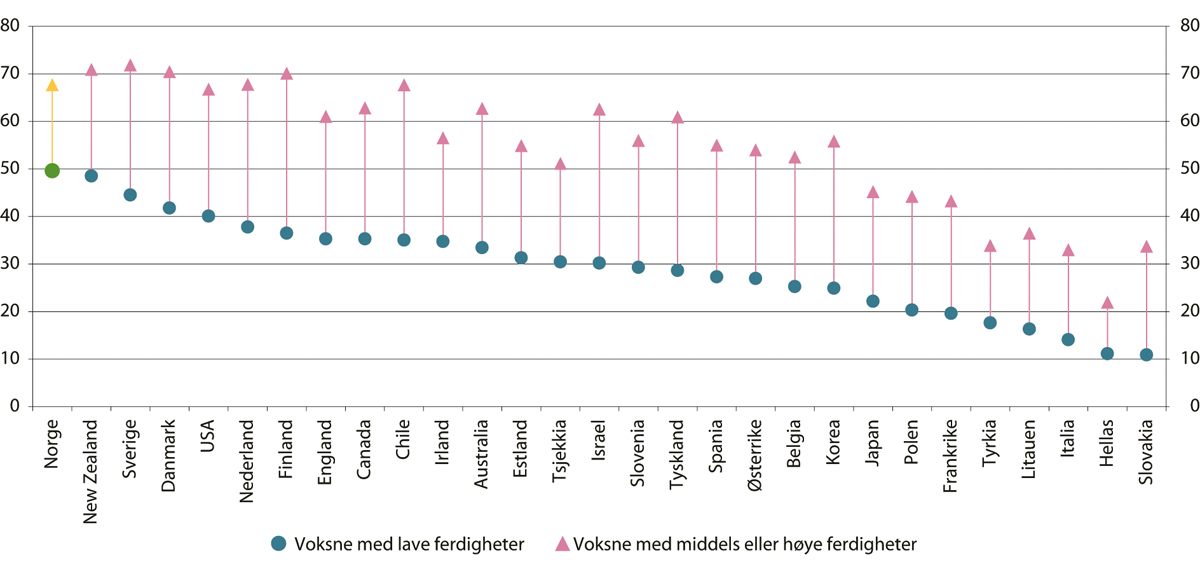 80 80
70 70
60 60
50 50
40 40
30 30
20 20
10 10
0 0
Norge
New Zealand
Sverige
Danmark
USA
Nederland
Finland
England
Canada
Chile
Irland
Australia
Estland
Tsjekkia
Israel
Slovenia
Tyskland
Spania
Østerrike
Belgia
Korea
Japan
Polen
Frankrike
Tyrkia
Litauen
Italia
Hellas
Slovakia
Voksne med lave ferdigheter Voksne med middels eller høye ferdigheter